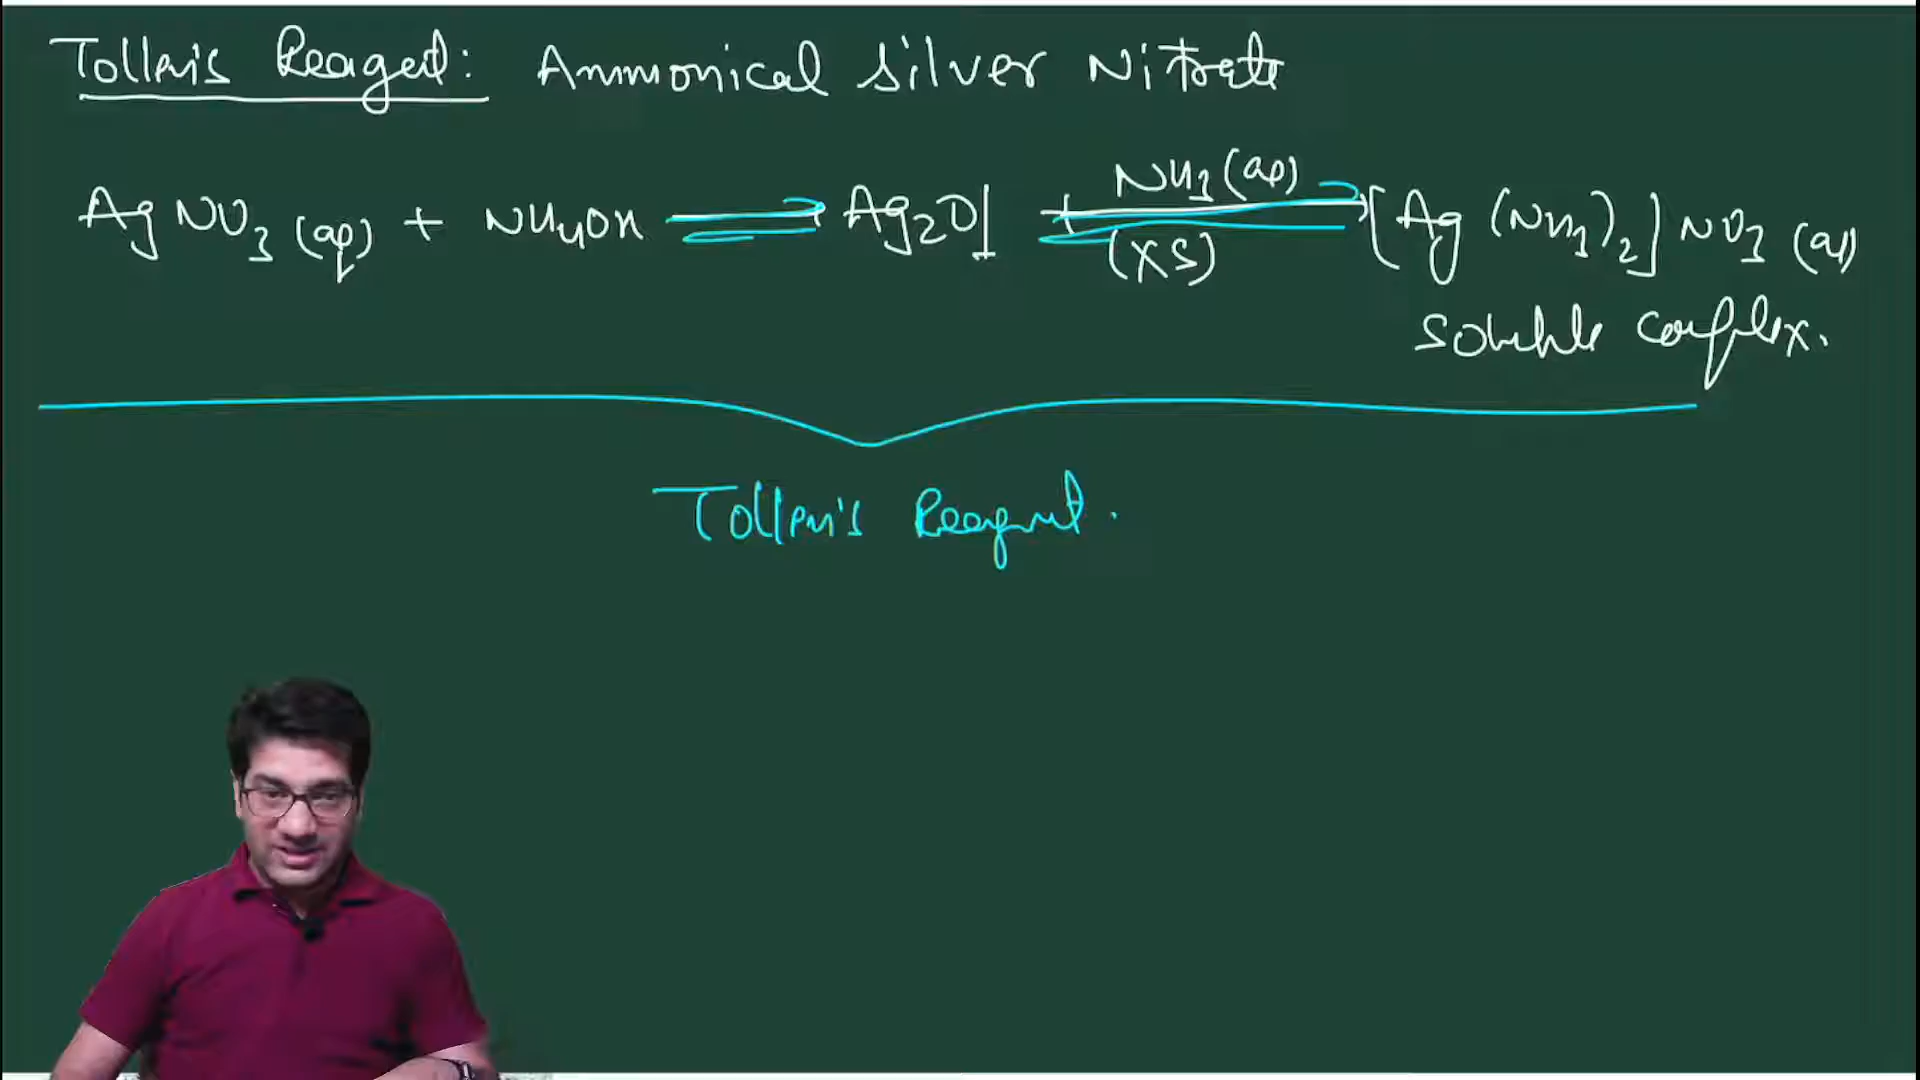 Tollen's Reagent: Ammonical Silver Nitrate
NH3(aq)
AgNO3(aq) + NH4OH ⇌ Ag2O↓ + ⇌ [Ag(NH3)2]NO3(aq)
(XS)
Soluble complex.
Tollen's Reagent.